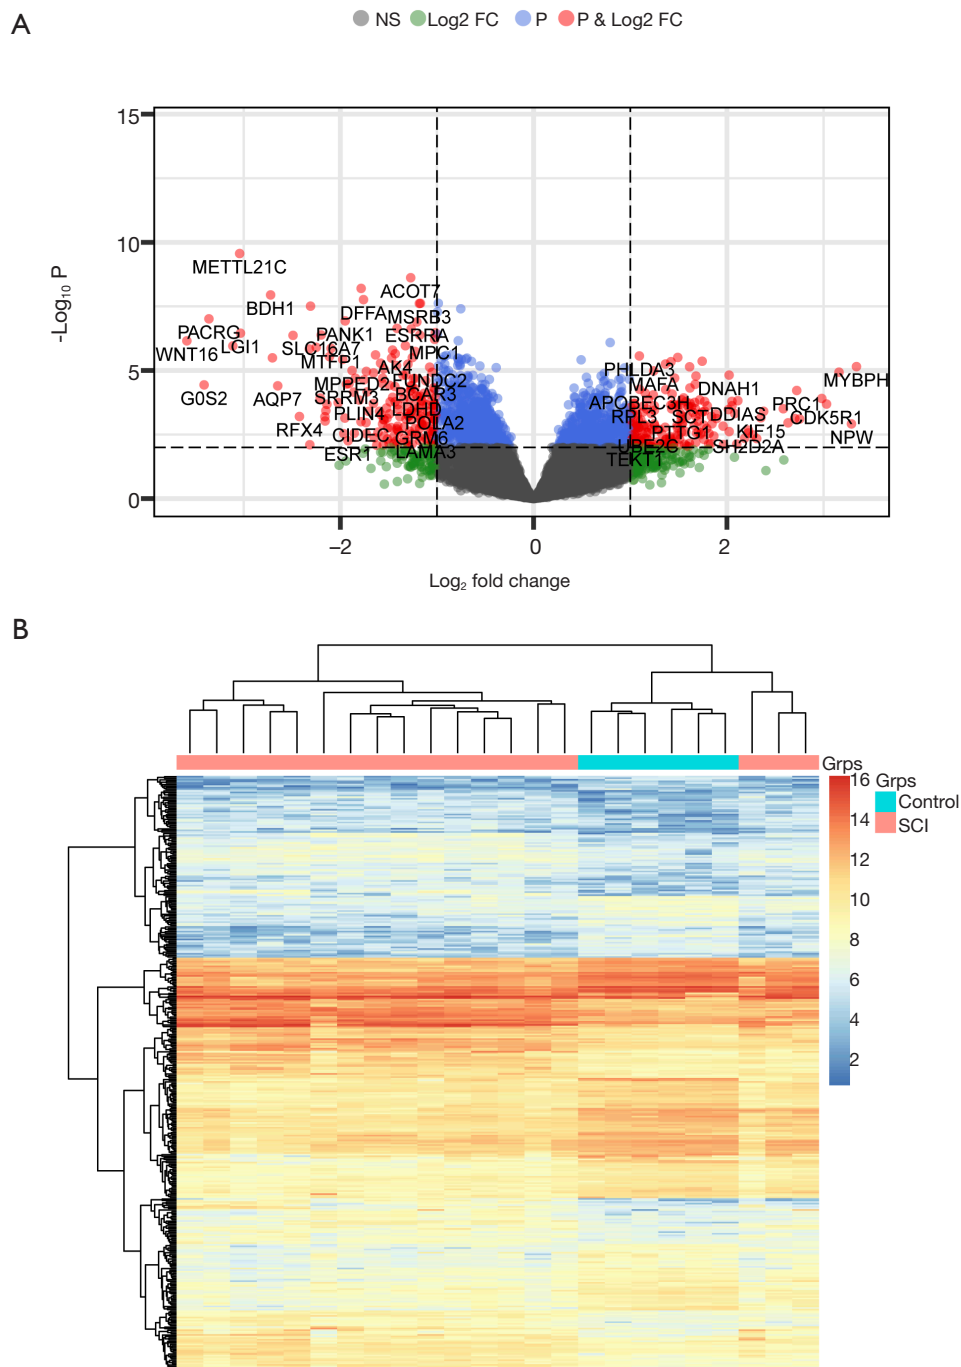 A
NS Log2 FC P P & Log2 FC
15
10
5
0
-Log10 P
METTL21C
ACOT7
BDH1
DFFA MSRB3
PACRG PANK1 ESRRA
WNT16 LGI1 SLC16A7 MPC1
MTFP1 AK4 PHLDA3
MPPED2 FUNDC2 MAFA DNAH1 MYBPH
G0S2 AQP7 SRRM3 BCAR3 APOBEC3H PRC1
PLIN4 LDHD RPL3 SCT DDIAS CDK5R1
RFX4 CIDEC POLA2 PTTG1 KIF15 NPW
GRM6 UBE2C SH2D2A
ESR1 LAMA3 TEKT1
−2 0 2
Log2 fold change
B
Grps
16
14
12
10
8
6
4
2
Grps
Control
SCI